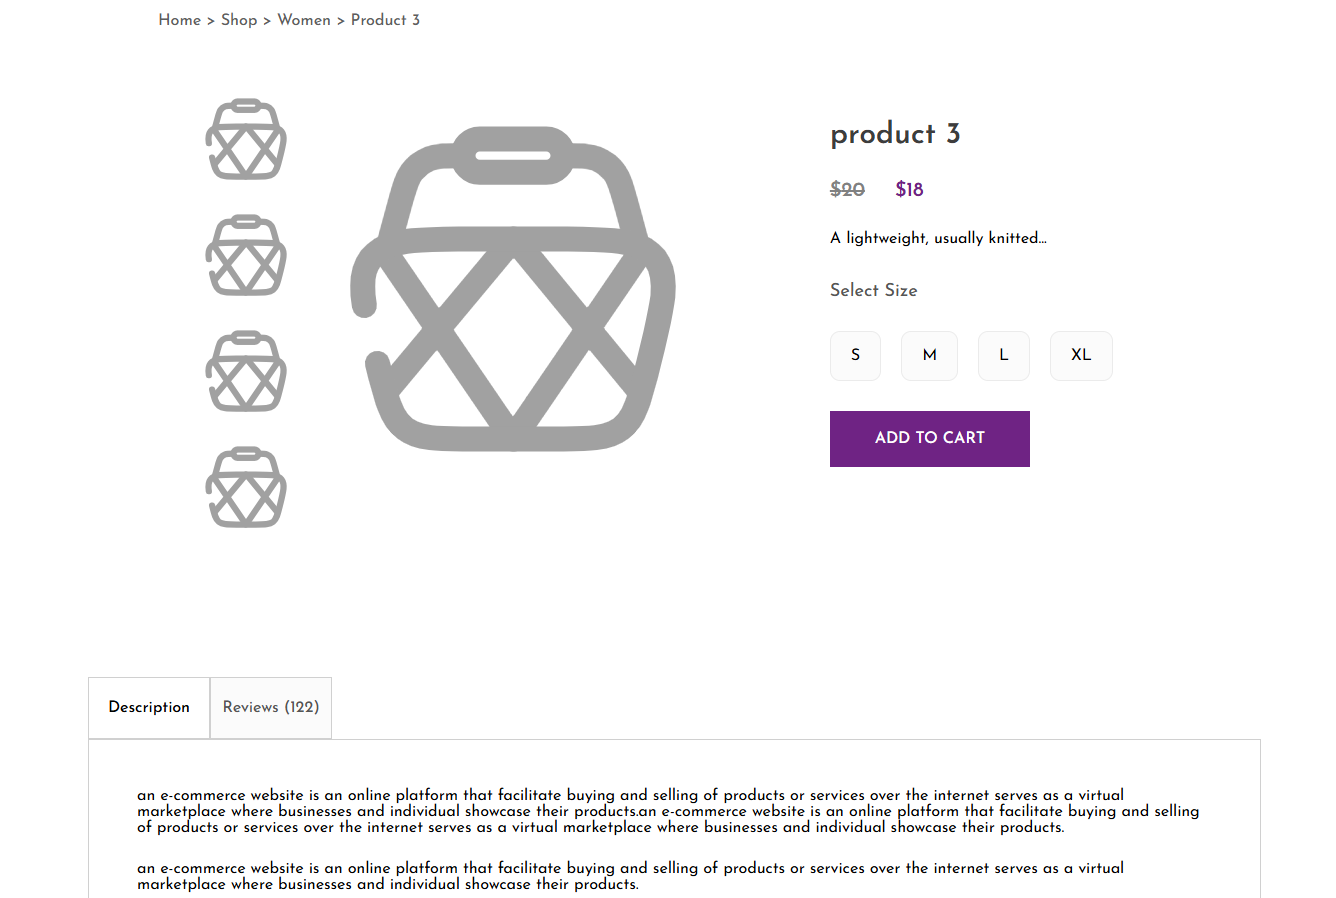 Home > Shop > Women > Product 3
product 3
$20 $18
A lightweight, usually knitted...
Select Size
S M L XL
ADD TO CART
Description Reviews (122)
an e-commerce website is an online platform that facilitate buying and selling of products or services over the internet serves as a virtual
marketplace where businesses and individual showcase their products.an e-commerce website is an online platform that facilitate buying and selling
of products or services over the internet serves as a virtual marketplace where businesses and individual showcase their products.
an e-commerce website is an online platform that facilitate buying and selling of products or services over the internet serves as a virtual
marketplace where businesses and individual showcase their products.